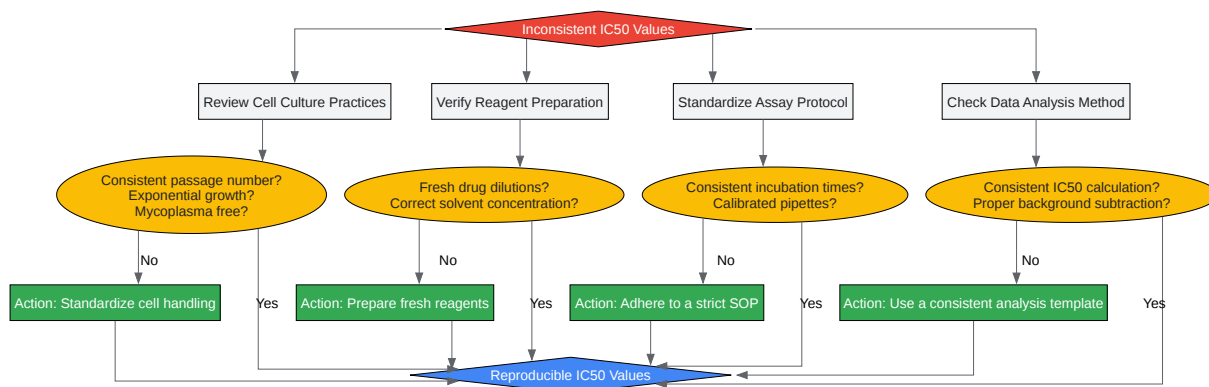 Inconsistent IC50 Values
Review Cell Culture Practices
Verify Reagent Preparation
Standardize Assay Protocol
Check Data Analysis Method
Consistent passage number?
Exponential growth?
Mycoplasma free?
Fresh drug dilutions?
Correct solvent concentration?
Consistent incubation times?
Calibrated pipettes?
Consistent IC50 calculation?
Proper background subtraction?
No
No
No
No
Action: Standardize cell handling
Yes
Action: Prepare fresh reagents
Yes
Action: Adhere to a strict SOP
Yes
Action: Use a consistent analysis template
Yes
Reproducible IC50 Values